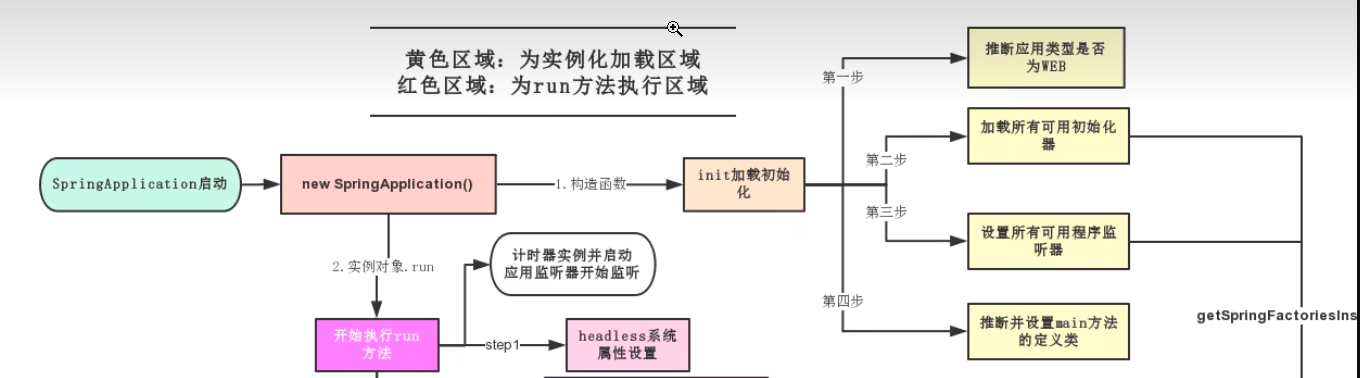 黄色区域：为实例化加载区域
红色区域：为run方法执行区域
SpringApplication启动
new SpringApplication()
1.构造函数
init加载初始
化
第一步
推断应用类型是否
为WEB
第二步
加载所有可用初始化
器
第三步
设置所有可用程序监
听器
第四步
推断并设置main方法
的定义类
getSpringFactoriesIns
2.实例对象.run
计时器实例并启动
应用监听器开始监听
开始执行run
方法
step1
headless系统
属性设置